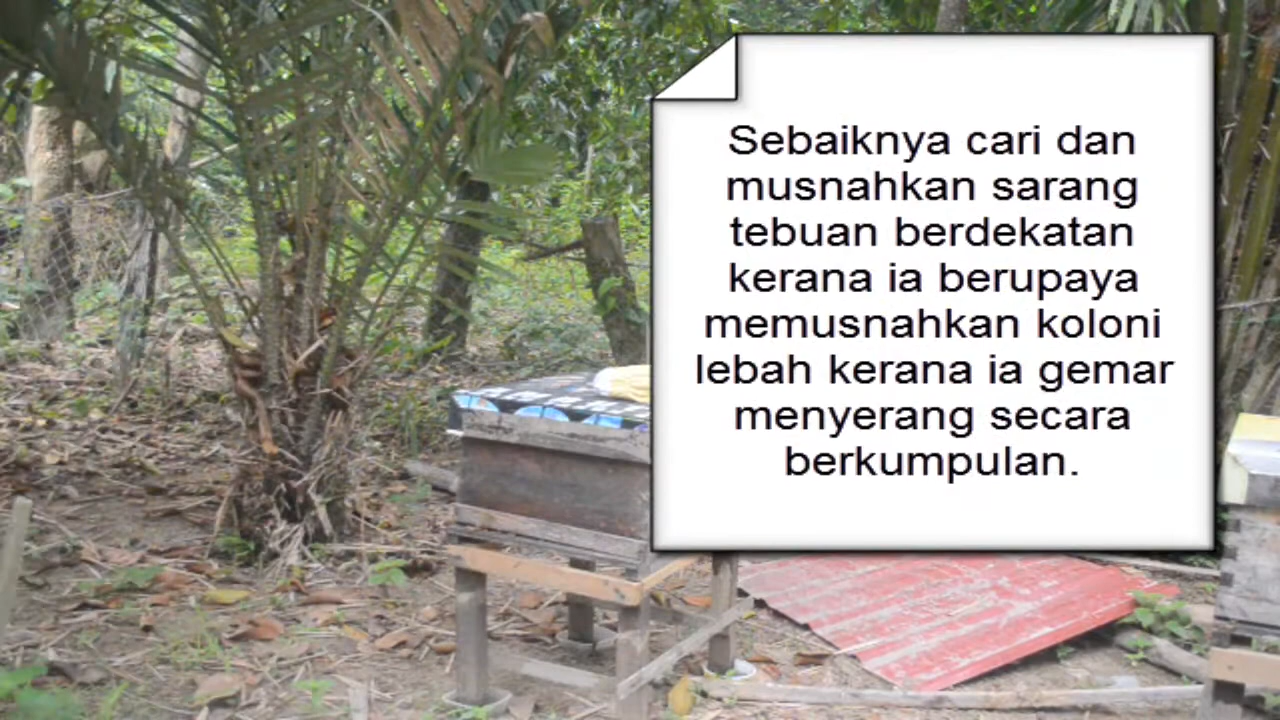 Sebaiknya cari dan
musnahkan sarang
tebuan berdekatan
kerana ia berupaya
memusnahkan koloni
lebah kerana ia gemar
menyerang secara
berkumpulan.